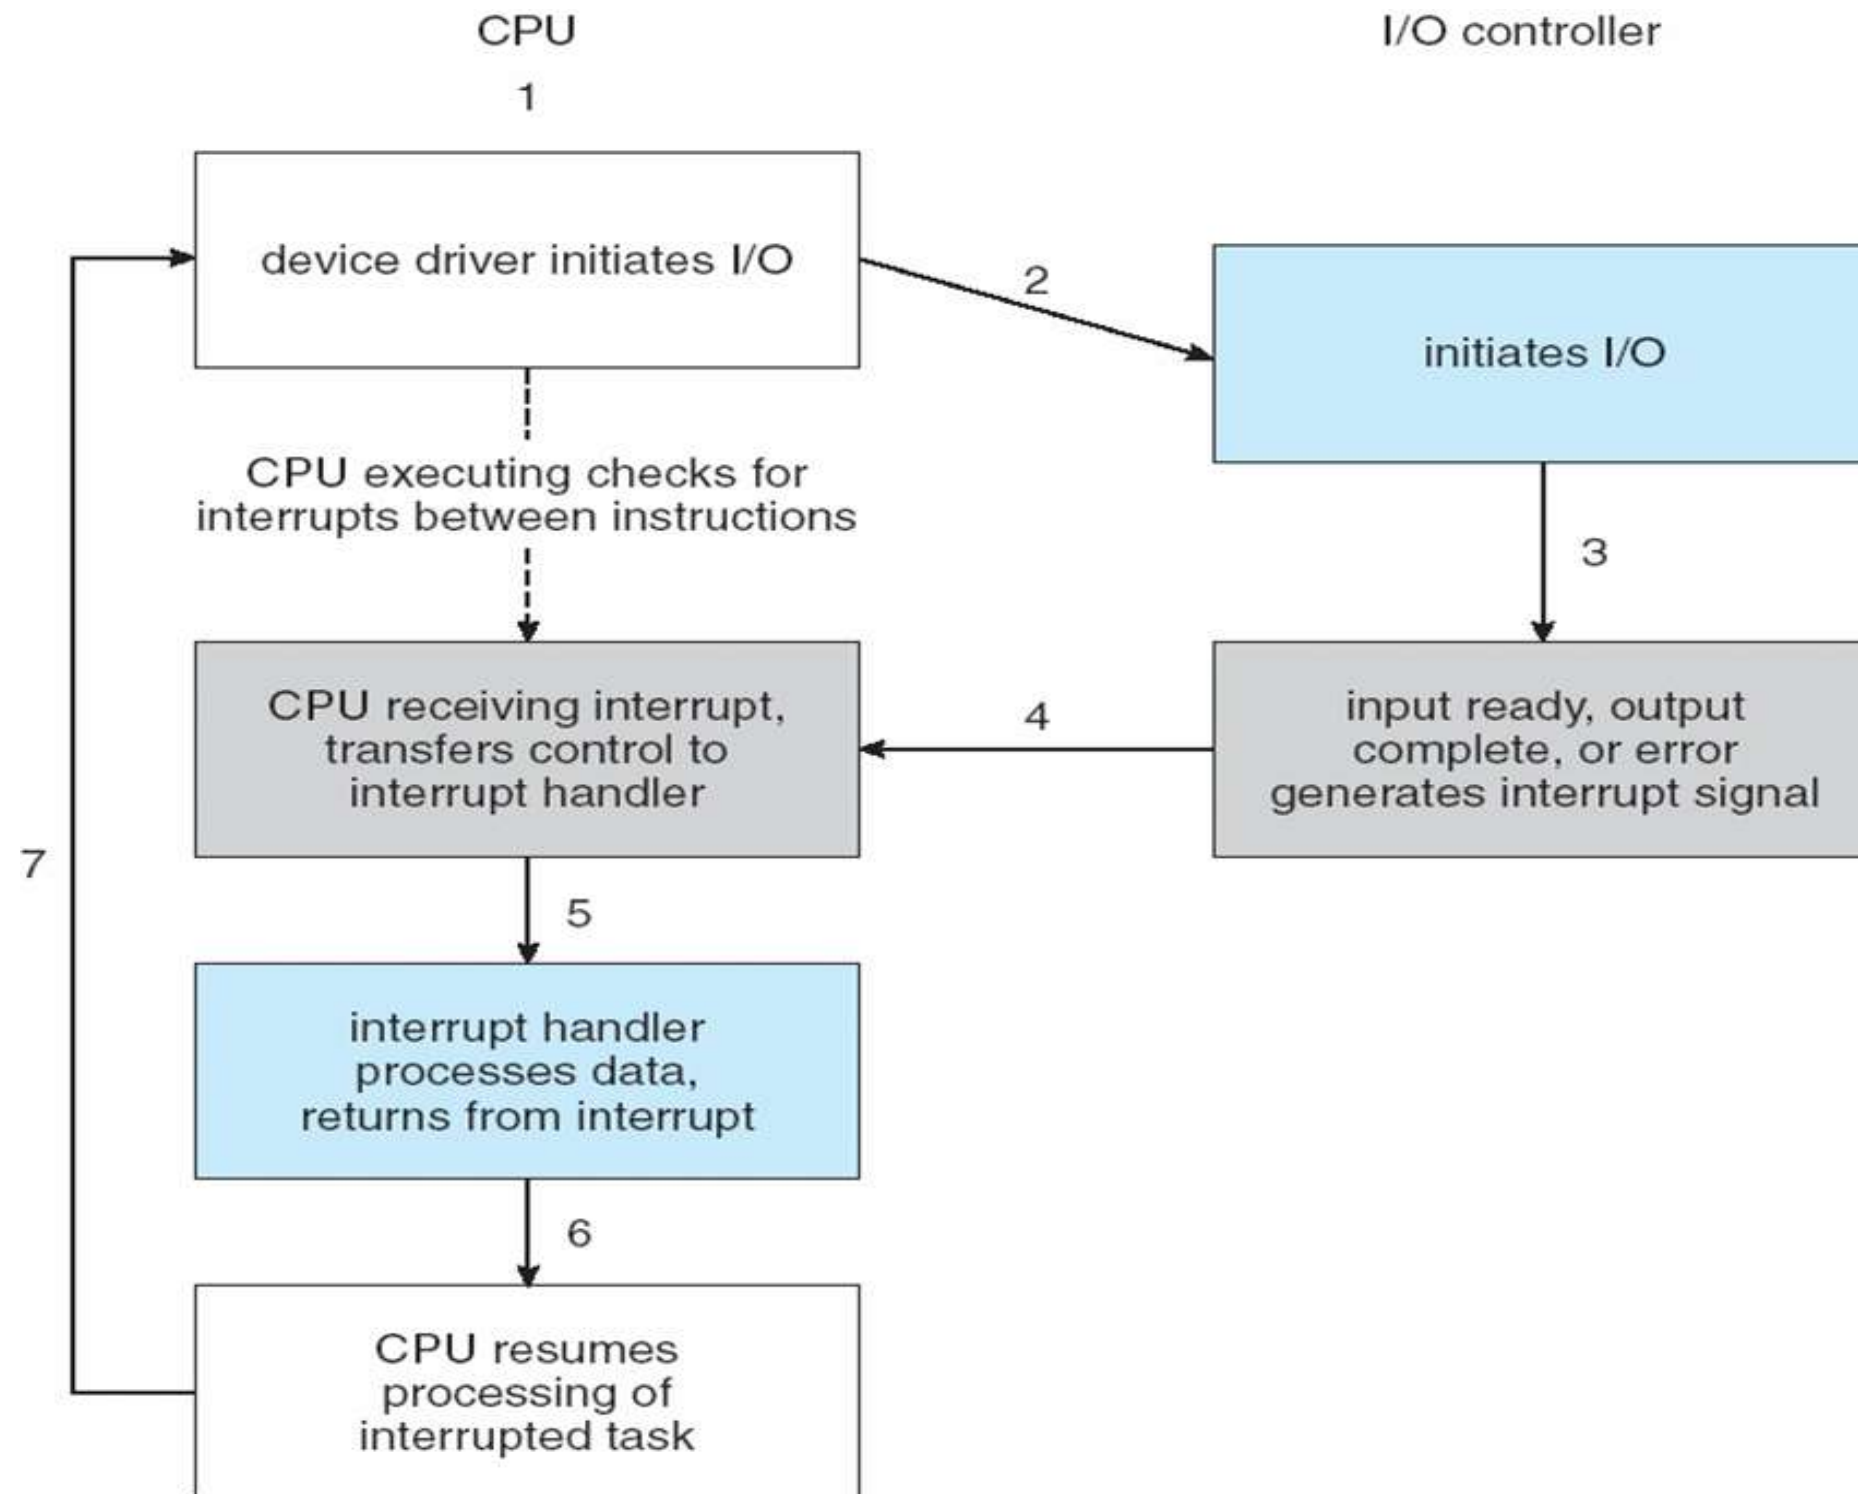 CPU
I/O controller
1
device driver initiates I/O
2
initiates I/O
CPU executing checks for
interrupts between instructions
3
CPU receiving interrupt,
transfers control to
interrupt handler
4
input ready, output
complete, or error
generates interrupt signal
7
5
interrupt handler
processes data,
returns from interrupt
6
CPU resumes
processing of
interrupted task